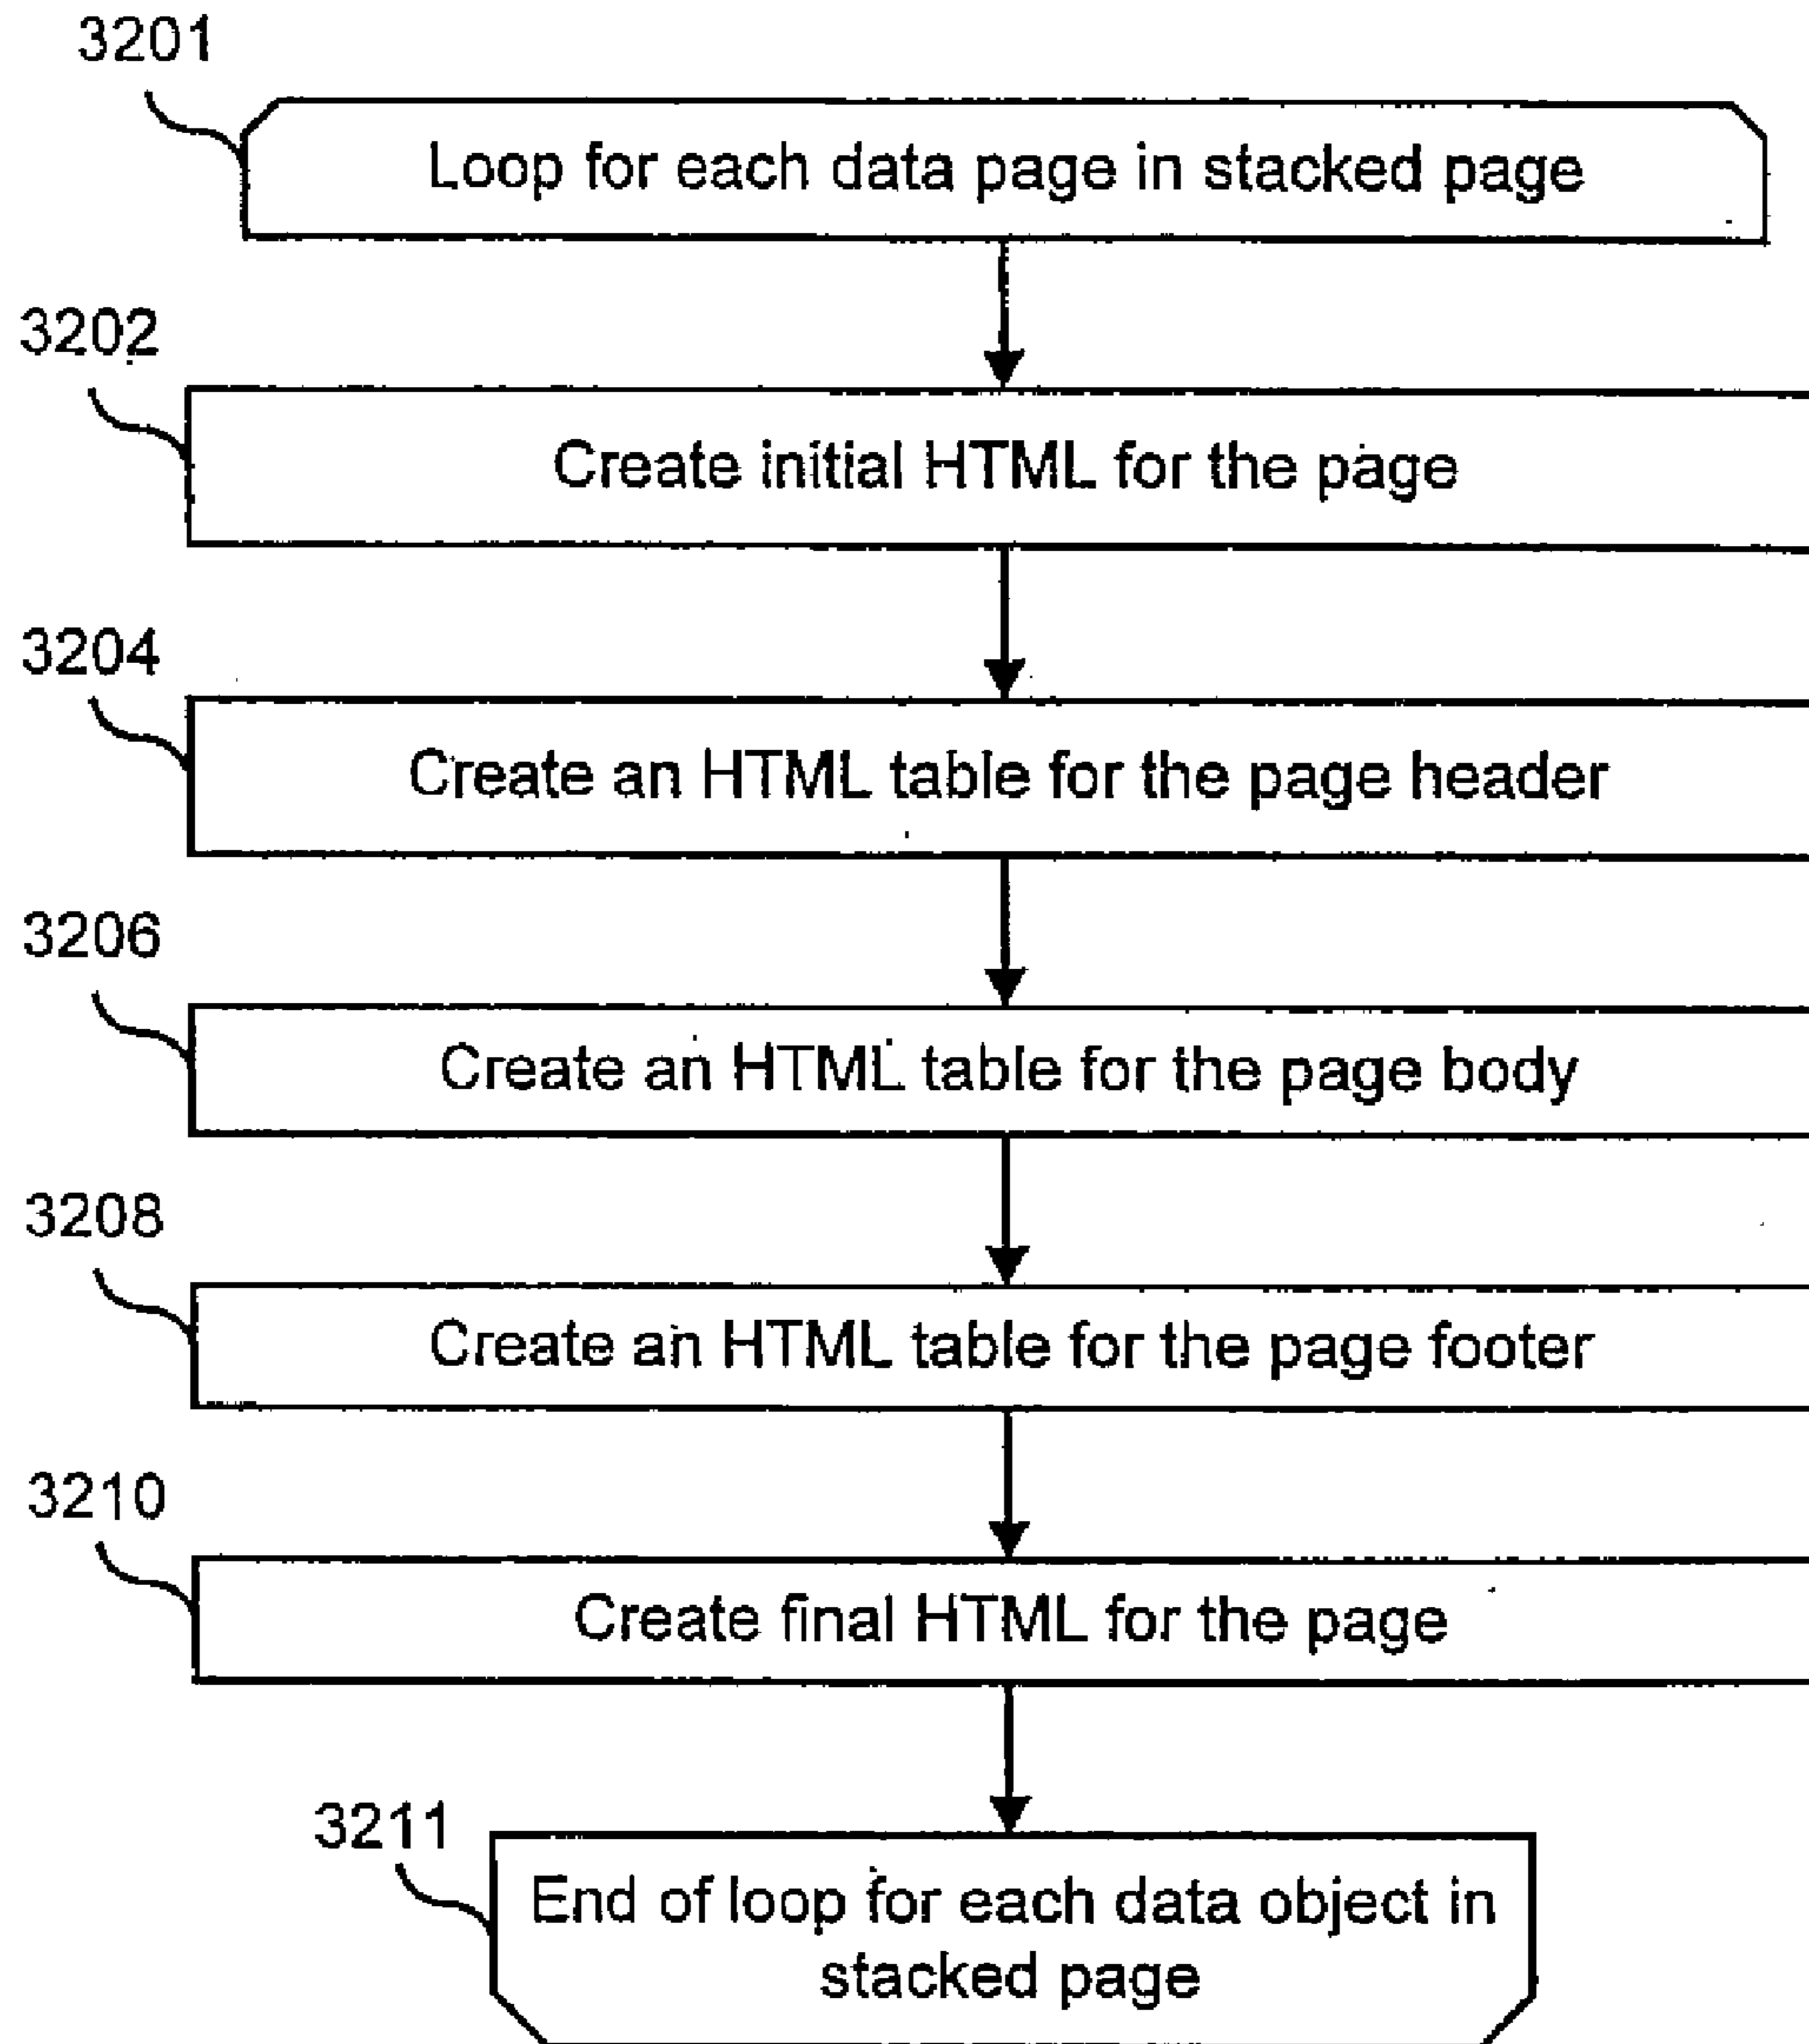 3201
Loop for each data page in stacked page
3202
Create initial HTML for the page
3204
Create an HTML table for the page header
3206
Create an HTML table for the page body
3208
Create an HTML table for the page footer
3210
Create final HTML for the page
3211
End of loop for each data object in
stacked page